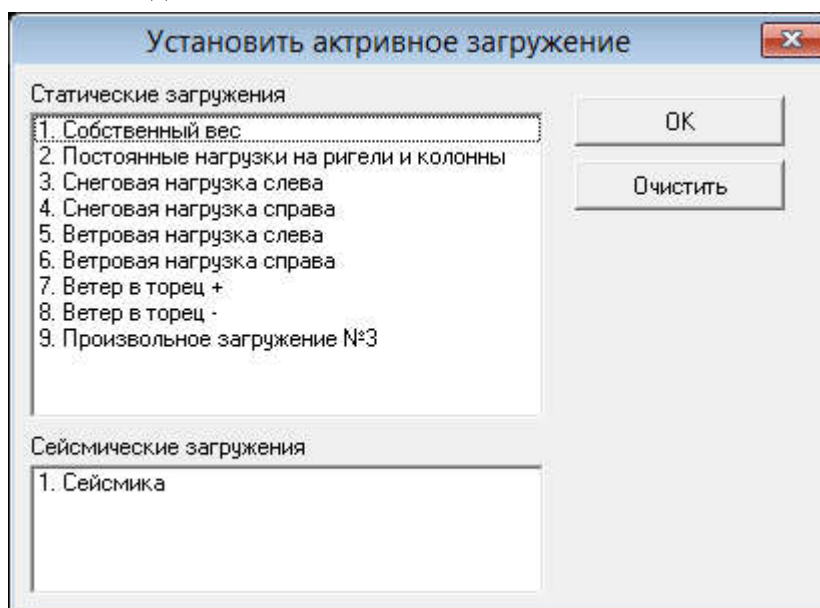 Установить актривное загружение
Статические загружения
1. Собственный вес
2. Постоянные нагрузки на ригели и колонны
3. Снеговая нагрузка слева
4. Снеговая нагрузка справа
5. Ветровая нагрузка слева
6. Ветровая нагрузка справа
7. Ветер в торец +
8. Ветер в торец -
9. Произвольное загружение №3
OK
Очистить
Сейсмические загружения
1. Сейсмика